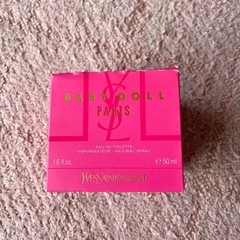 BABY DOLL
PARIS
EAU DE TOILETTE
VAPORISATEUR - NATURAL SPRAY
1.6 fl.oz. ℮ 50 ml
YVES SAINT LAURENT